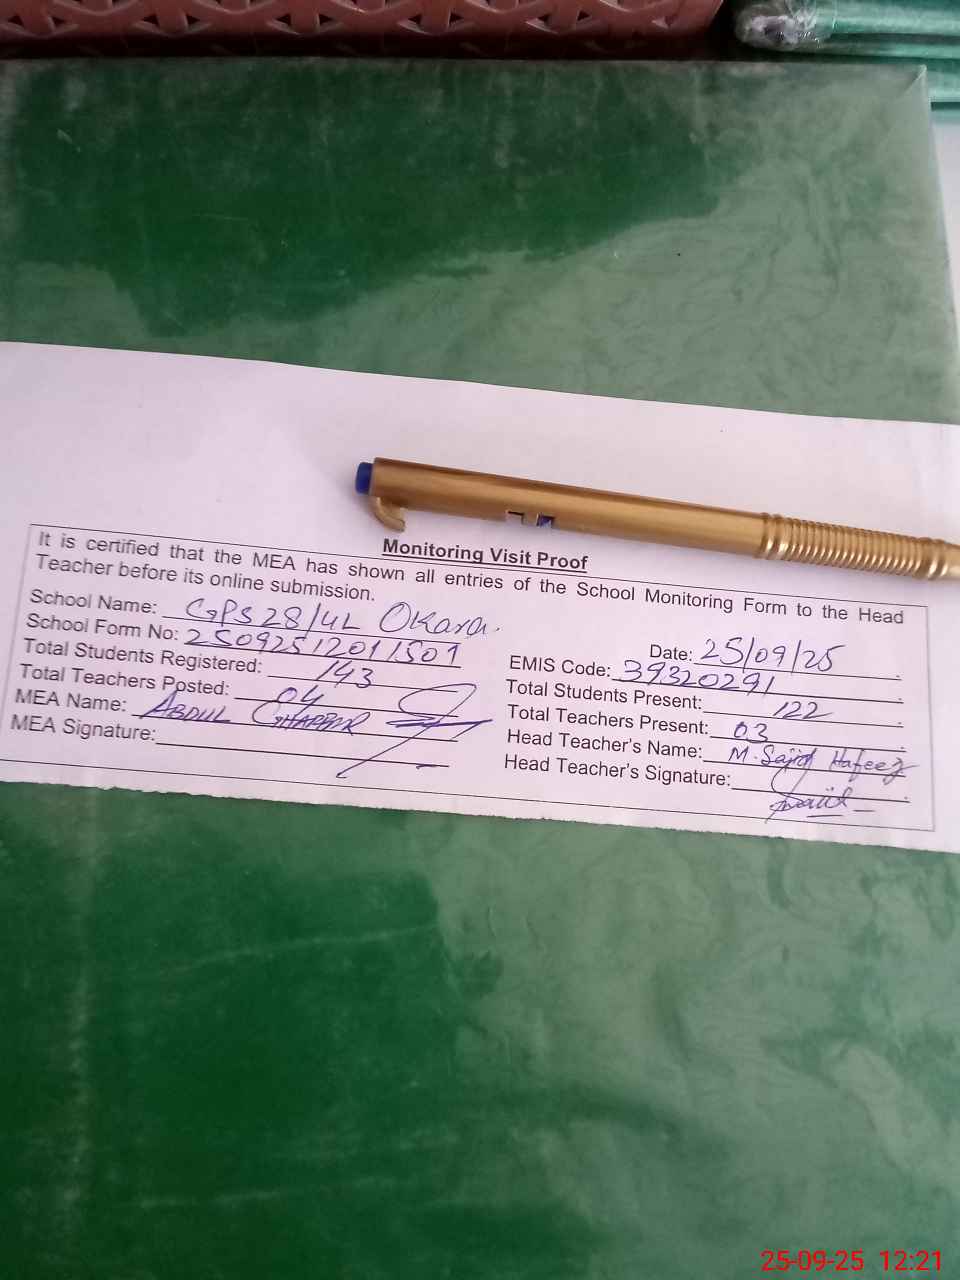 Monitoring Visit Proof
It is certified that the MEA has shown all entries of the School Monitoring Form to the Head
Teacher before its online submission.
School Name: GPS 28/4L Okara.
Date: 25/09/25
School Form No: 25092512011501
EMIS Code: 39320291
Total Students Registered: 143
Total Students Present: 122
Total Teachers Posted: 04
Total Teachers Present: 03
MEA Name: ABDUL GHAFFAR
Head Teacher's Name: M. Sajid Hafeez
MEA Signature:
Head Teacher's Signature:
25-09-25 12:21